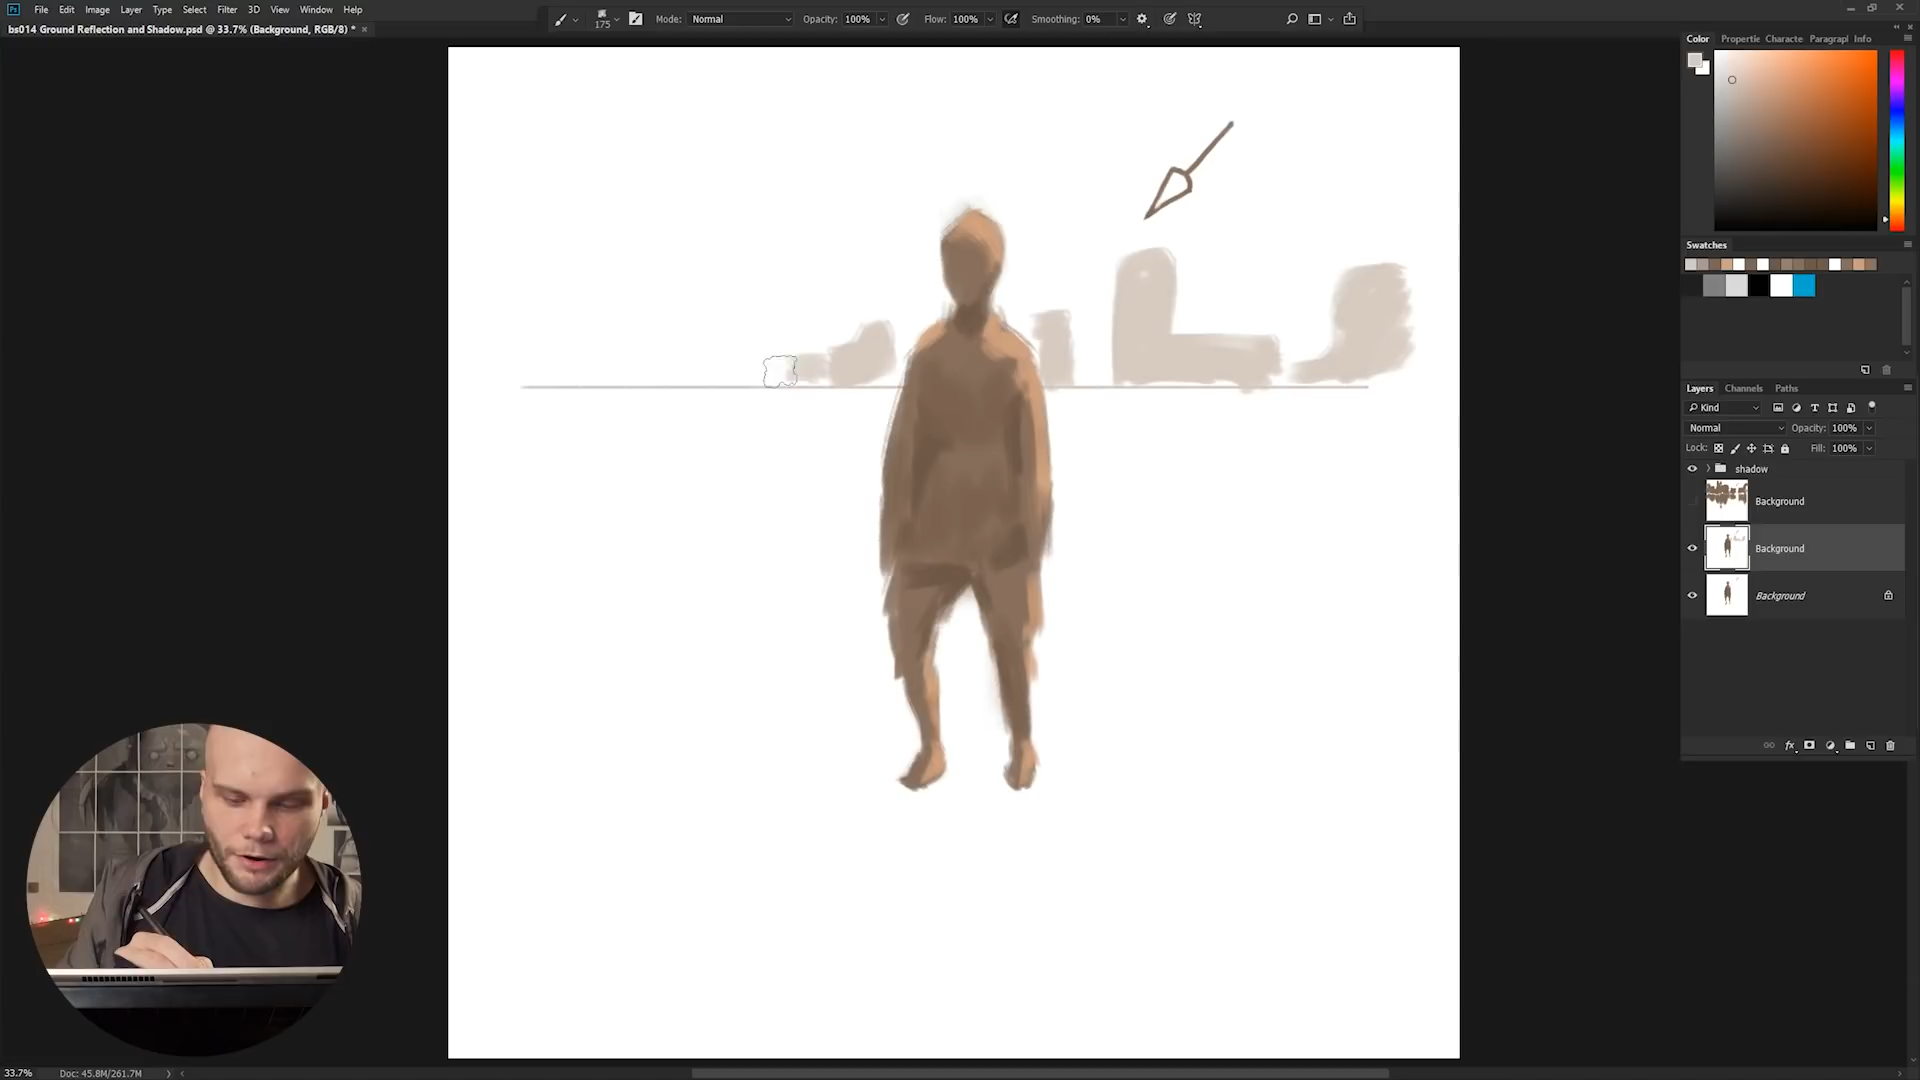 Ps File Edit Image Layer Type Select Filter 3D View Window Help
175 Mode: Normal Opacity: 100% Flow: 100% Smoothing: 0%
bs014 Ground Reflection and Shadow.psd @ 33.7% (Background, RGB/8) *
Color Propertie Characte Paragrapl Info
Swatches
Layers Channels Paths
Kind
Normal Opacity: 100%
Lock: Fill: 100%
shadow
Background
Background
Background
fx
33.7% Doc: 45.8M/261.7M